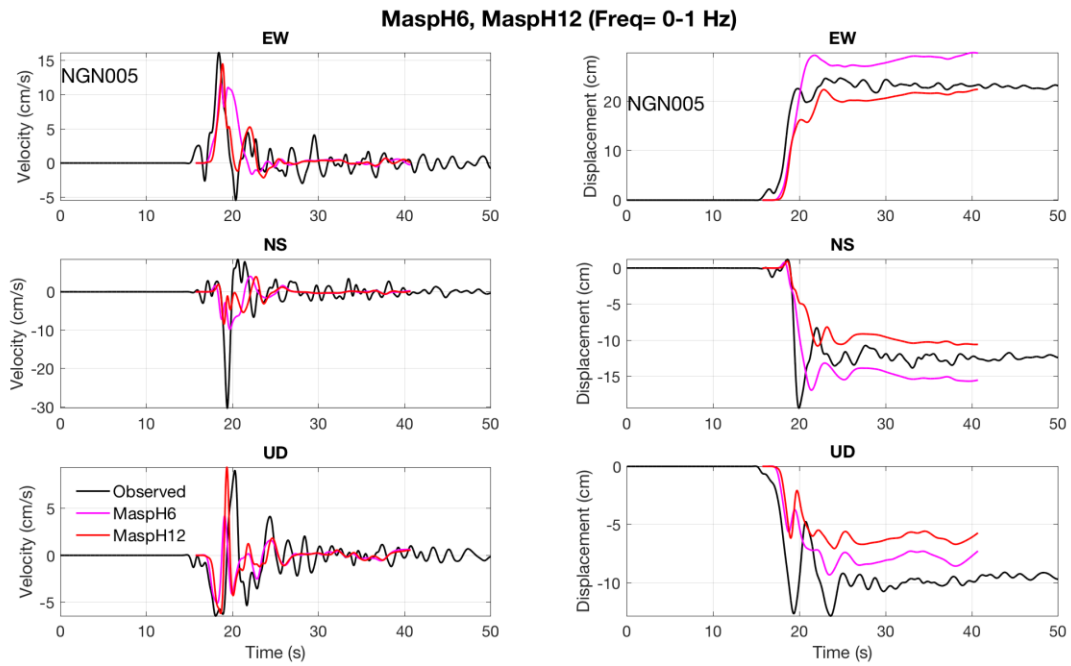 MaspH6, MaspH12 (Freq= 0-1 Hz)
EW
NGN005
Velocity (cm/s)
15
10
5
0
-5
0 10 20 30 40 50
EW
NGN005
Displacement (cm)
20
10
0
0 10 20 30 40 50
NS
Velocity (cm/s)
0
-10
-20
-30
0 10 20 30 40 50
NS
Displacement (cm)
0
-5
-10
-15
0 10 20 30 40 50
UD
Observed
MaspH6
MaspH12
Velocity (cm/s)
5
0
-5
0 10 20 30 40 50
Time (s)
UD
Displacement (cm)
0
-5
-10
0 10 20 30 40 50
Time (s)